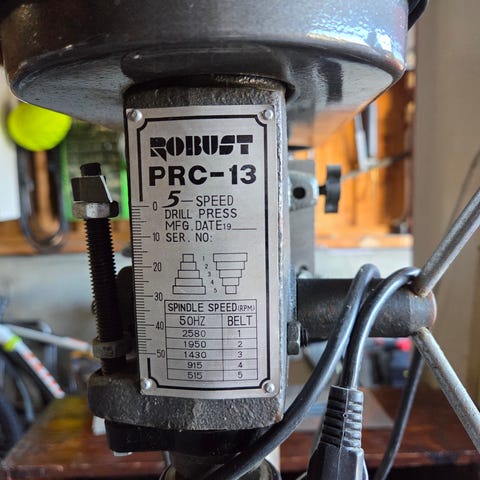 ROBUST
PRC-13
5-SPEED
DRILL PRESS
MFG. DATE 19
SER. NO:
0
10
20
30
40
50
1
2
3
4
5
SPINDLE SPEED (RPM)
50HZ BELT
2580 1
1950 2
1430 3
915 4
515 5